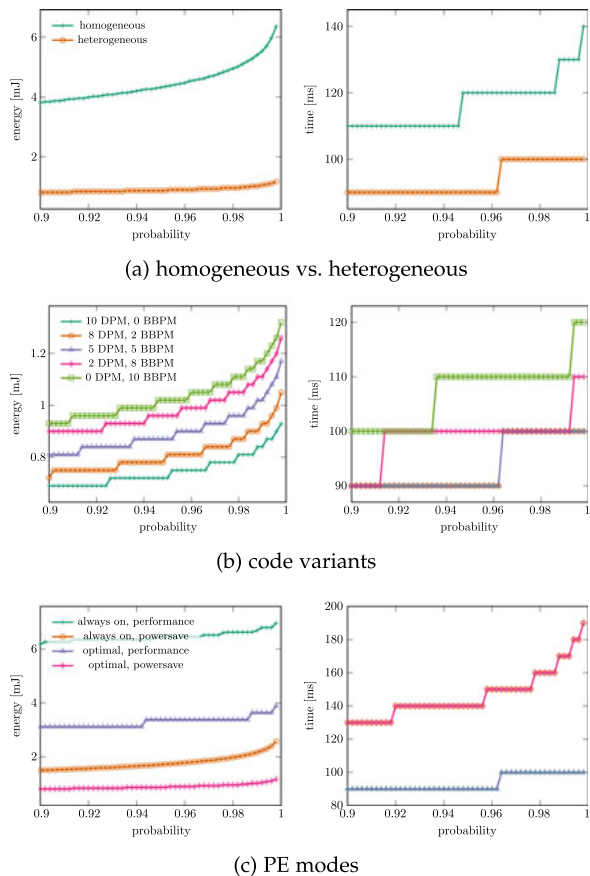 homogeneous
heterogeneous
6
4
2
energy [mJ]
0.9 0.92 0.94 0.96 0.98 1
probability
140
120
100
time [ms]
0.9 0.92 0.94 0.96 0.98 1
probability
(a) homogeneous vs. heterogeneous
10 DPM, 0 BBPM
8 DPM, 2 BBPM
5 DPM, 5 BBPM
2 DPM, 8 BBPM
0 DPM, 10 BBPM
1.2
1
0.8
energy [mJ]
0.9 0.92 0.94 0.96 0.98 1
probability
120
110
100
90
time [ms]
0.9 0.92 0.94 0.96 0.98 1
probability
(b) code variants
always on, performance
always on, powersave
optimal, performance
optimal, powersave
6
4
2
energy [mJ]
0.9 0.92 0.94 0.96 0.98 1
probability
200
180
160
140
120
100
80
time [ms]
0.9 0.92 0.94 0.96 0.98 1
probability
(c) PE modes